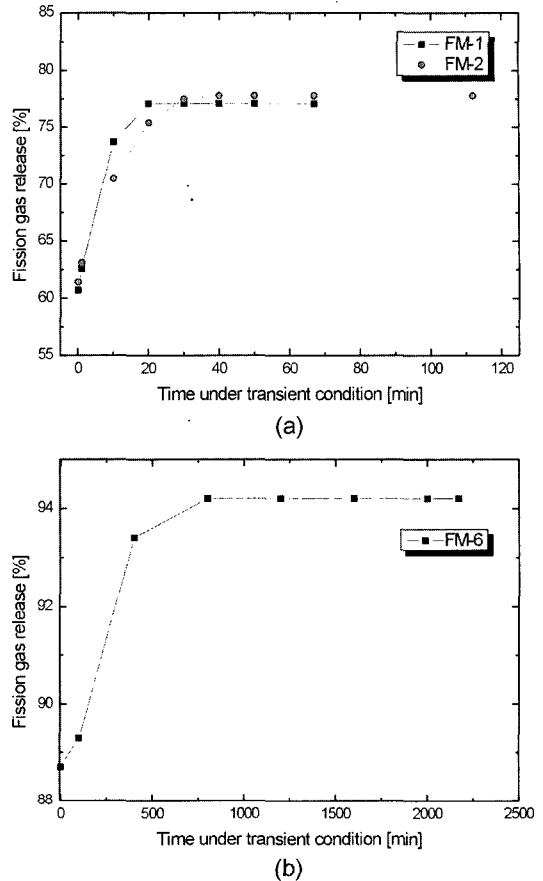 85
80
75
70
65
60
55
Fission gas release [%]
FM-1
FM-2
0 20 40 60 80 100 120
Time under transient condition [min]
(a)
94
92
90
88
Fission gas release [%]
FM-6
0 500 1000 1500 2000 2500
Time under transient condition [min]
(b)